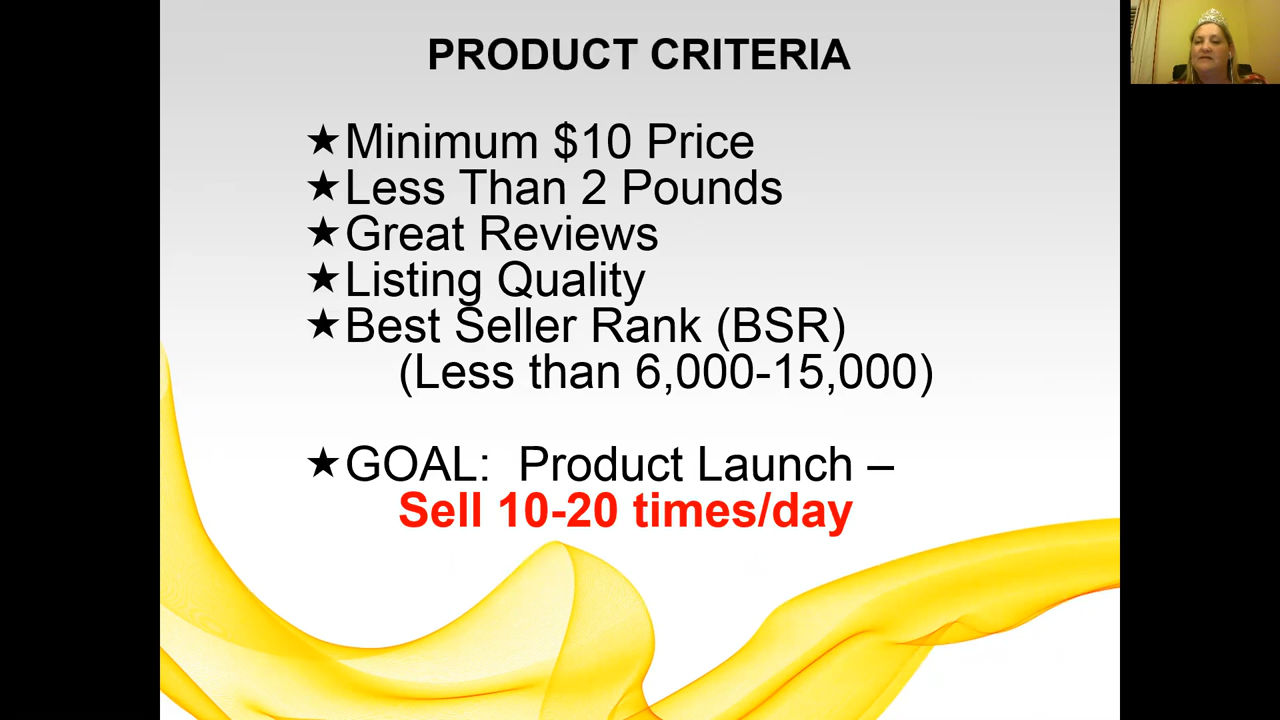 PRODUCT CRITERIA
★Minimum $10 Price
★Less Than 2 Pounds
★Great Reviews
★Listing Quality
★Best Seller Rank (BSR)
(Less than 6,000-15,000)
★GOAL: Product Launch –
Sell 10-20 times/day